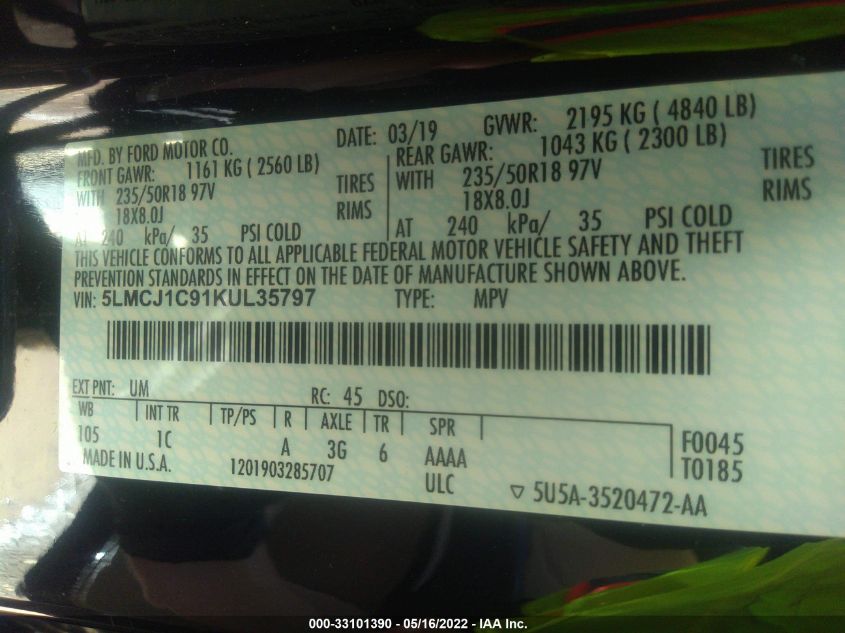 MFD. BY FORD MOTOR CO. DATE: 03/19 GVWR: 2195 KG ( 4840 LB)
FRONT GAWR: 1161 KG ( 2560 LB) REAR GAWR: 1043 KG ( 2300 LB)
WITH 235/50R18 97V TIRES WITH 235/50R18 97V TIRES
18X8.0J RIMS 18X8.0J RIMS
AT 240 kPa/ 35 PSI COLD AT 240 kPa/ 35 PSI COLD
THIS VEHICLE CONFORMS TO ALL APPLICABLE FEDERAL MOTOR VEHICLE SAFETY AND THEFT
PREVENTION STANDARDS IN EFFECT ON THE DATE OF MANUFACTURE SHOWN ABOVE.
VIN: 5LMCJ1C91KUL35797 TYPE: MPV
EXT PNT: UM RC: 45 DSO:
WB INT TR TP/PS R AXLE TR SPR
105 1C A 3G 6 AAAA F0045
MADE IN U.S.A. 1201903285707 ULC T0185
▽ 5U5A-3520472-AA
000-33101390 - 05/16/2022 - IAA Inc.